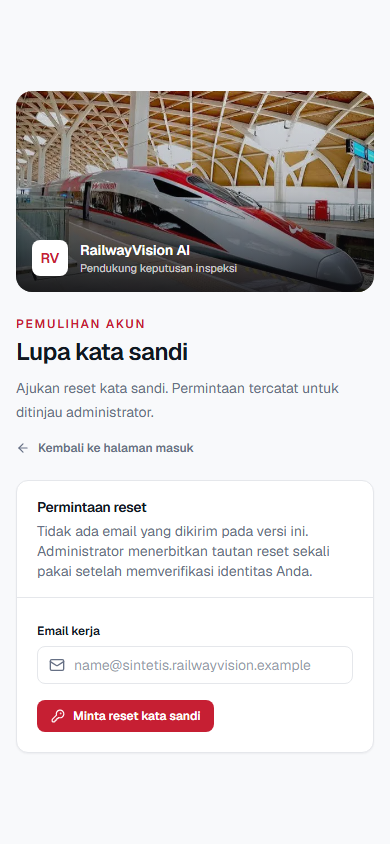 RV
RailwayVision AI
Pendukung keputusan inspeksi
PEMULIHAN AKUN
Lupa kata sandi
Ajukan reset kata sandi. Permintaan tercatat untuk
ditinjau administrator.
Kembali ke halaman masuk
Permintaan reset
Tidak ada email yang dikirim pada versi ini.
Administrator menerbitkan tautan reset sekali
pakai setelah memverifikasi identitas Anda.
Email kerja
name@sintetis.railwayvision.example
Minta reset kata sandi